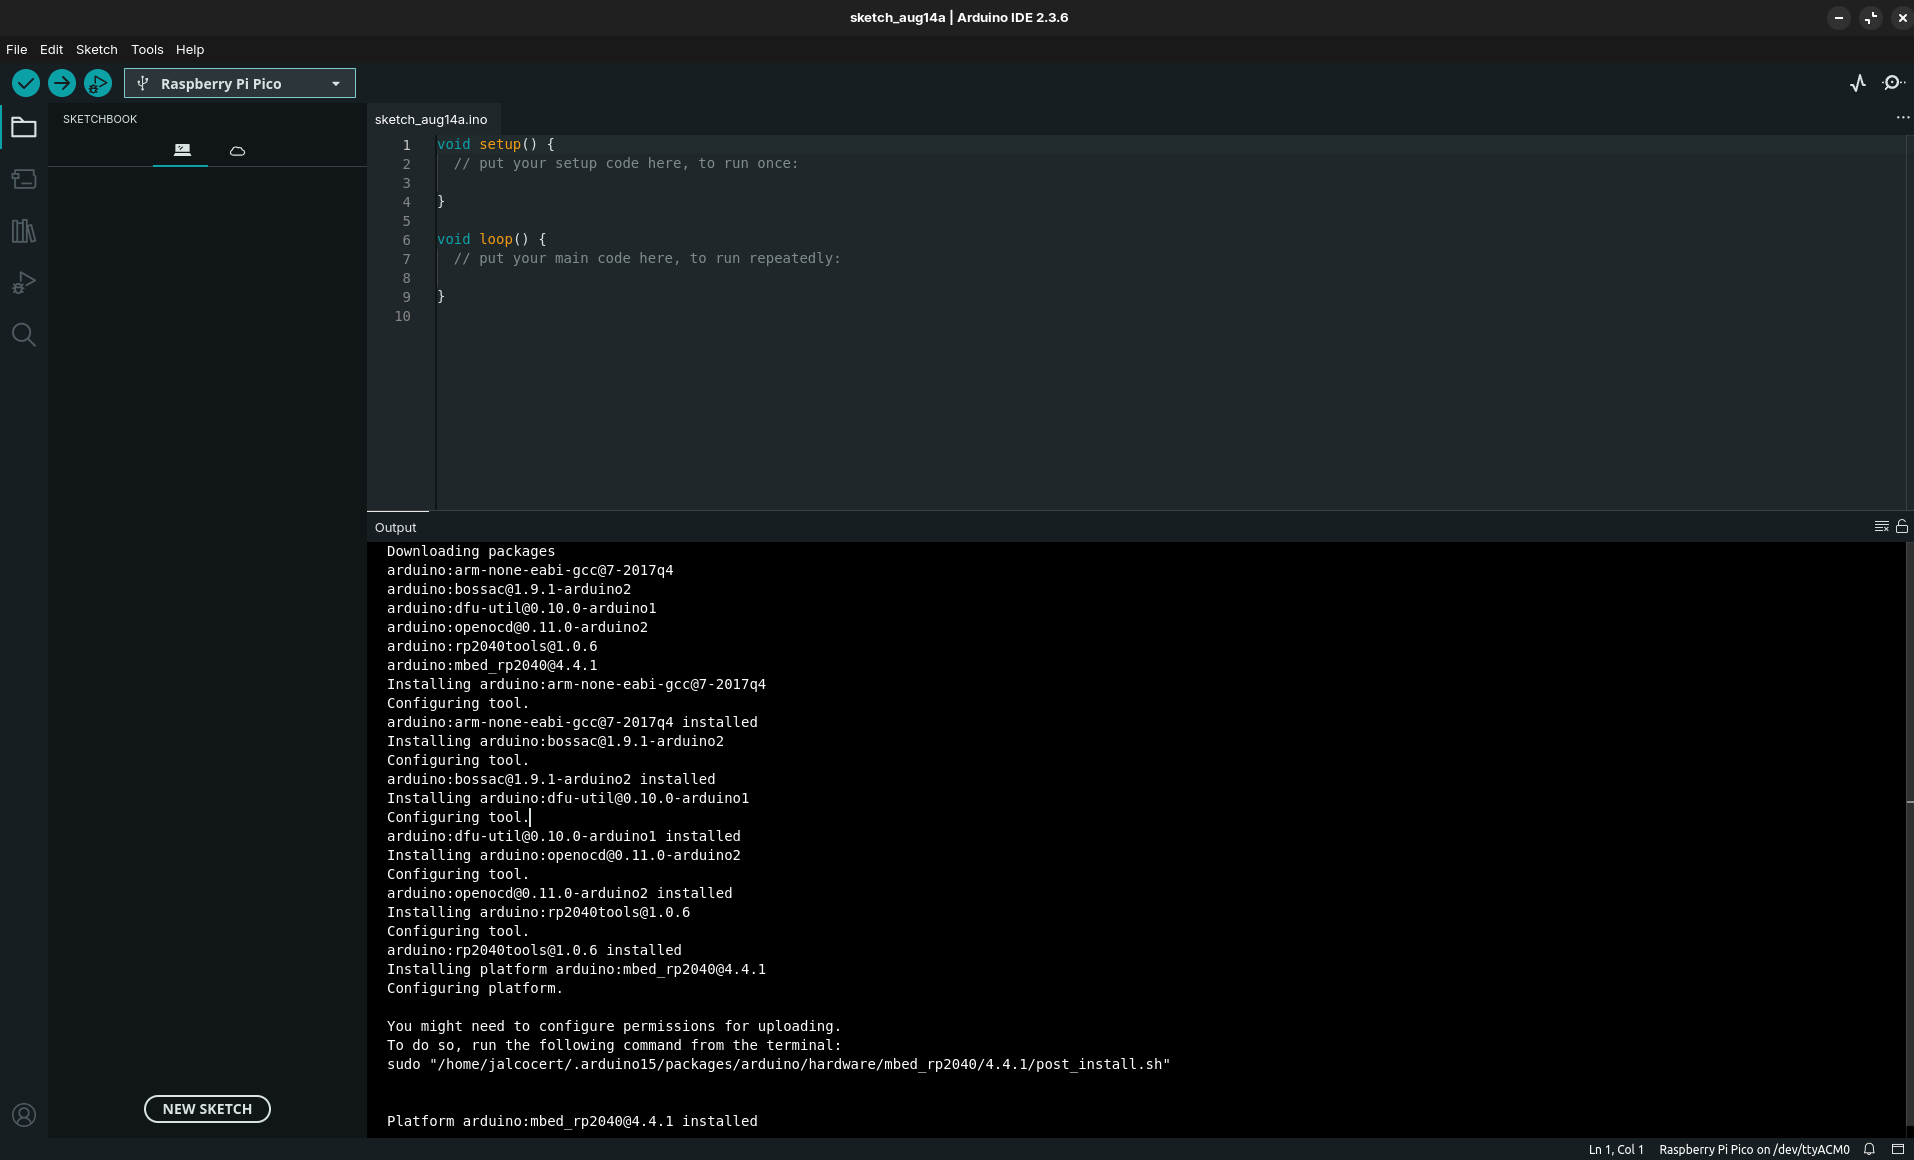 sketch_aug14a | Arduino IDE 2.3.6
File Edit Sketch Tools Help
Raspberry Pi Pico
SKETCHBOOK
sketch_aug14a.ino
1 void setup() {
2 // put your setup code here, to run once:
3
4 }
5
6 void loop() {
7 // put your main code here, to run repeatedly:
8
9 }
10
Output
Downloading packages
arduino:arm-none-eabi-gcc@7-2017q4
arduino:bossac@1.9.1-arduino2
arduino:dfu-util@0.10.0-arduino1
arduino:openocd@0.11.0-arduino2
arduino:rp2040tools@1.0.6
arduino:mbed_rp2040@4.4.1
Installing arduino:arm-none-eabi-gcc@7-2017q4
Configuring tool.
arduino:arm-none-eabi-gcc@7-2017q4 installed
Installing arduino:bossac@1.9.1-arduino2
Configuring tool.
arduino:bossac@1.9.1-arduino2 installed
Installing arduino:dfu-util@0.10.0-arduino1
Configuring tool.
arduino:dfu-util@0.10.0-arduino1 installed
Installing arduino:openocd@0.11.0-arduino2
Configuring tool.
arduino:openocd@0.11.0-arduino2 installed
Installing arduino:rp2040tools@1.0.6
Configuring tool.
arduino:rp2040tools@1.0.6 installed
Installing platform arduino:mbed_rp2040@4.4.1
Configuring platform.
You might need to configure permissions for uploading.
To do so, run the following command from the terminal:
sudo "/home/jalcocert/.arduino15/packages/arduino/hardware/mbed_rp2040/4.4.1/post_install.sh"
Platform arduino:mbed_rp2040@4.4.1 installed
NEW SKETCH
Ln 1, Col 1 Raspberry Pi Pico on /dev/ttyACM0